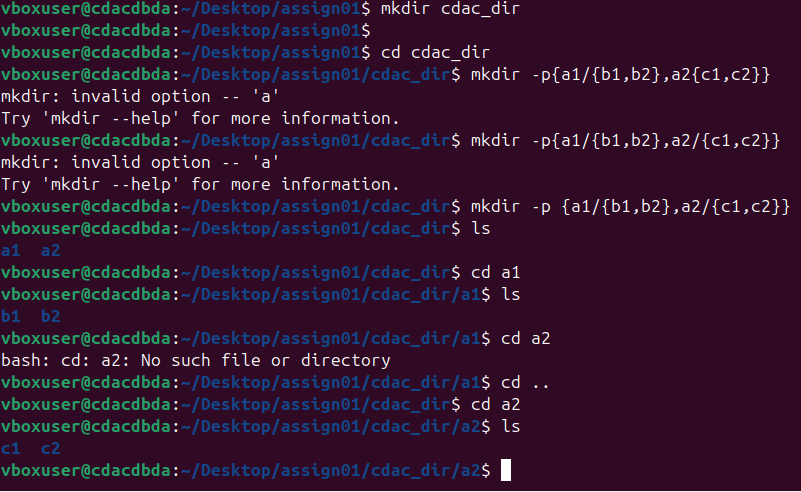 vboxuser@cdacdbda:~/Desktop/assign01$ mkdir cdac_dir
vboxuser@cdacdbda:~/Desktop/assign01$
vboxuser@cdacdbda:~/Desktop/assign01$ cd cdac_dir
vboxuser@cdacdbda:~/Desktop/assign01/cdac_dir$ mkdir -p{a1/{b1,b2},a2{c1,c2}}
mkdir: invalid option -- 'a'
Try 'mkdir --help' for more information.
vboxuser@cdacdbda:~/Desktop/assign01/cdac_dir$ mkdir -p{a1/{b1,b2},a2/{c1,c2}}
mkdir: invalid option -- 'a'
Try 'mkdir --help' for more information.
vboxuser@cdacdbda:~/Desktop/assign01/cdac_dir$ mkdir -p {a1/{b1,b2},a2/{c1,c2}}
vboxuser@cdacdbda:~/Desktop/assign01/cdac_dir$ ls
a1  a2
vboxuser@cdacdbda:~/Desktop/assign01/cdac_dir$ cd a1
vboxuser@cdacdbda:~/Desktop/assign01/cdac_dir/a1$ ls
b1  b2
vboxuser@cdacdbda:~/Desktop/assign01/cdac_dir/a1$ cd a2
bash: cd: a2: No such file or directory
vboxuser@cdacdbda:~/Desktop/assign01/cdac_dir/a1$ cd ..
vboxuser@cdacdbda:~/Desktop/assign01/cdac_dir$ cd a2
vboxuser@cdacdbda:~/Desktop/assign01/cdac_dir/a2$ ls
c1  c2
vboxuser@cdacdbda:~/Desktop/assign01/cdac_dir/a2$